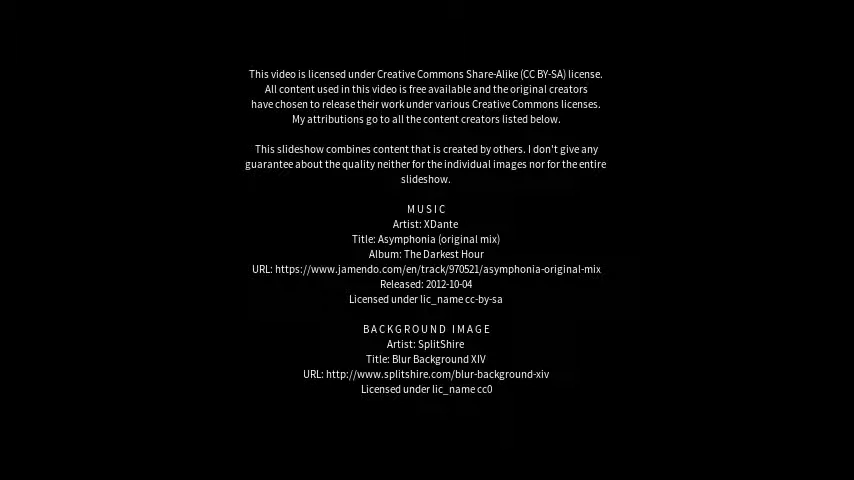 This video is licensed under Creative Commons Share-Alike (CC BY-SA) license.
All content used in this video is free available and the original creators
have chosen to release their work under various Creative Commons licenses.
My attributions go to all the content creators listed below.
This slideshow combines content that is created by others. I don't give any
guarantee about the quality neither for the individual images nor for the entire
slideshow.
MUSIC
Artist: XDante
Title: Asymphonia (original mix)
Album: The Darkest Hour
URL: https://www.jamendo.com/en/track/970521/asymphonia-original-mix
Released: 2012-10-04
Licensed under lic_name cc-by-sa
BACKGROUND IMAGE
Artist: SplitShire
Title: Blur Background XIV
URL: http://www.splitshire.com/blur-background-xiv
Licensed under lic_name cc0